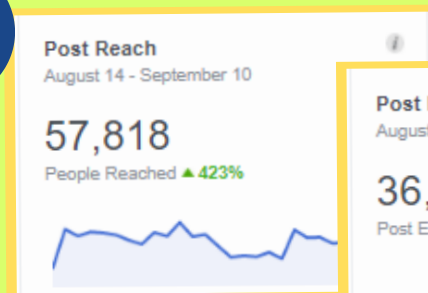 Post Reach
August 14 - September 10
57,818
People Reached ▲ 423%
Post
August
36,
Post E